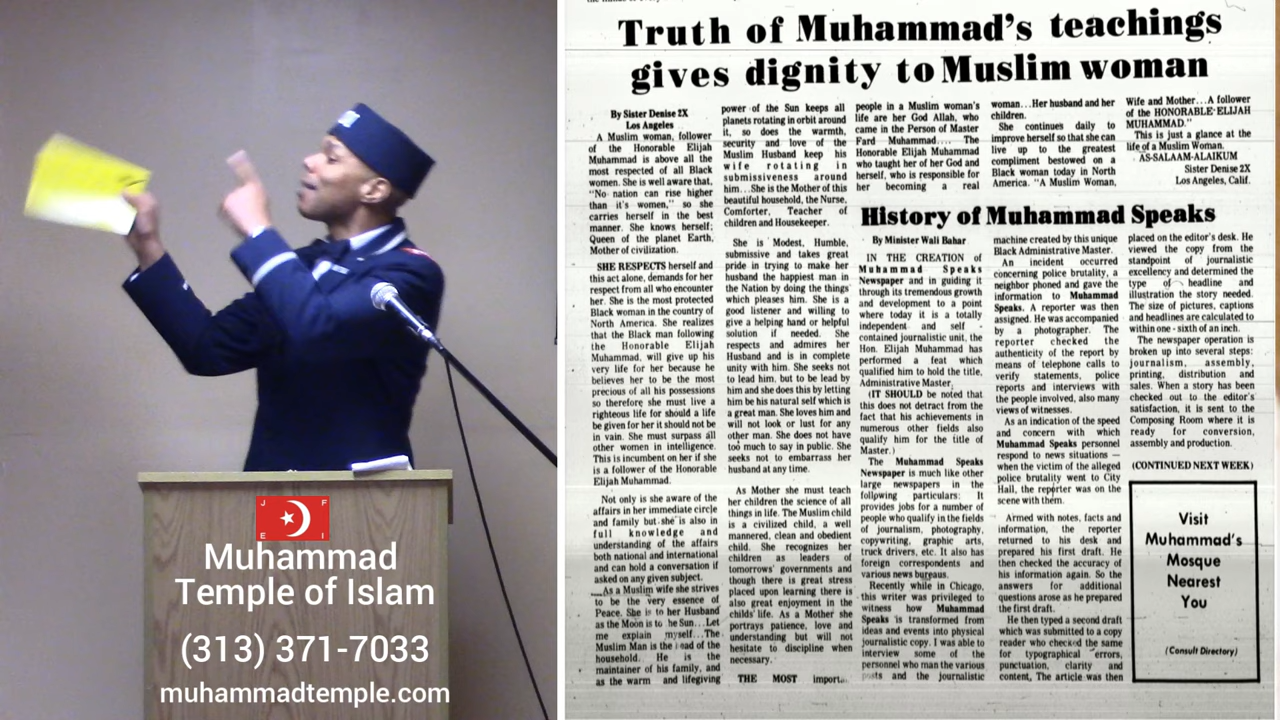 J F
E I
Muhammad
Temple of Islam
(313) 371-7033
muhammadtemple.com
Truth of Muhammad's teachings
gives dignity to Muslim woman
By Sister Denise 2X
Los Angeles
A Muslim woman, follower
of the Honorable Elijah
Muhammad is above all the
most respected of all Black
women. She is well aware that,
"No nation can rise higher
than it's women," so she
carries herself in the best
manner. She knows herself;
Queen of the planet Earth,
Mother of civilization.
SHE RESPECTS herself and
this act alone, demands for her
respect from all who encounter
her. She is the most protected
Black woman in the country of
North America. She realizes
that the Black man following
the Honorable Elijah
Muhammad, will give up his
very life for her because he
believes her to be the most
precious of all his possessions
so therefore she must live a
righteous life for should a life
be given for her it should not be
in vain. She must surpass all
other women in intelligence.
This is incumbent on her if she
is a follower of the Honorable
Elijah Muhammad.
Not only is she aware of the
affairs in her immediate circle
and family but she is also in
full knowledge and
understanding of the affairs
both national and international
and can hold a conversation if
asked on any given subject.
As a Muslim wife she strives
to be the very essence of
Peace. She is to her Husband
as the Moon is to he Sun...Let
me explain myself...The
Muslim Man is the head of the
household. He is the
maintainer of his family, and
as the warm and lifegiving
power of the Sun keeps all
planets rotating in orbit around
it, so does the warmth,
security and love of the
Muslim Husband keep his
wife rotating in
submissiveness around
him...She is the Mother of this
beautiful household, the Nurse,
Comforter, Teacher of
children and Housekeeper.
She is Modest, Humble,
submissive and takes great
pride in trying to make her
husband the happiest man in
the Nation by doing the things
which pleases him. She is a
good listener and willing to
give a helping hand or helpful
solution if needed. She
respects and admires her
Husband and is in complete
unity with him. She seeks not
to lead him, but to be lead by
him and she does this by letting
him be his natural self which is
a great man. She loves him and
will not look or lust for any
other man. She does not have
too much to say in public. She
seeks not to embarrass her
husband at any time.
As Mother she must teach
her children the science of all
things in life. The Muslim child
is a civilized child, a well
mannered, clean and obedient
child. She recognizes her
children as leaders of
tomorrows' governments and
though there is great stress
placed upon learning there is
also great enjoyment in the
childs' life. As a Mother she
portrays patience, love and
understanding but will not
hesitate to discipline when
necessary.
THE MOST import..
people in a Muslim woman's
life are her God Allah, who
came in the Person of Master
Fard Muhammad.... The
Honorable Elijah Muhammad
who taught her of her God and
herself, who is responsible for
her becoming a real
woman...Her husband and her
children.
She continues daily to
improve herself so that she can
live up to the greatest
compliment bestowed on a
Black woman today in North
America. "A Muslim Woman,
Wife and Mother...A follower
of the HONORABLE ELIJAH
MUHAMMAD."
This is just a glance at the
life of a Muslim Woman.
AS-SALAAM-ALAIKUM
Sister Denise 2X
Los Angeles, Calif.
History of Muhammad Speaks
By Minister Wali Bahar
IN THE CREATION of
Muhammad Speaks
Newspaper and in guiding it
through its tremendous growth
and development to a point
where today it is a totally
independent and self -
contained journalistic unit, the
Hon. Elijah Muhammad has
performed a feat which
qualified him to hold the title,
Administrative Master.
(IT SHOULD be noted that
this does not detract from the
fact that his achievements in
numerous other fields also
qualify him for the title of
Master.)
The Muhammad Speaks
Newspaper is much like other
large newspapers in the
following particulars: It
provides jobs for a number of
people who qualify in the fields
of journalism, photography,
copywriting, graphic arts,
truck drivers, etc. It also has
foreign correspondents and
various news bureaus.
Recently while in Chicago,
this writer was privileged to
witness how Muhammad
Speaks is transformed from
ideas and events into physical
journalistic copy. I was able to
interview some of the
personnel who man the various
posts and the journalistic
machine created by this unique
Black Administrative Master.
An incident occurred
concerning police brutality, a
neighbor phoned and gave the
information to Muhammad
Speaks. A reporter was then
assigned. He was accompanied
by a photographer. The
reporter checked the
authenticity of the report by
means of telephone calls to
verify statements, police
reports and interviews with
the people involved, also many
views of witnesses.
As an indication of the speed
and concern with which
Muhammad Speaks personnel
respond to news situations —
when the victim of the alleged
police brutality went to City
Hall, the reporter was on the
scene with them.
Armed with notes, facts and
information, the reporter
returned to his desk and
prepared his first draft. He
then checked the accuracy of
his information again. So the
answers for additional
questions arose as he prepared
the first draft.
He then typed a second draft
which was submitted to a copy
reader who checked the same
for typographical errors,
punctuation, clarity and
content, The article was then
placed on the editor's desk. He
viewed the copy from the
standpoint of journalistic
excellency and determined the
type of headline and
illustration the story needed.
The size of pictures, captions
and headlines are calculated to
within one - sixth of an inch.
The newspaper operation is
broken up into several steps:
journalism, assembly,
printing, distribution and
sales. When a story has been
checked out to the editor's
satisfaction, it is sent to the
Composing Room where it is
ready for conversion,
assembly and production.
(CONTINUED NEXT WEEK)
Visit
Muhammad's
Mosque
Nearest
You
(Consult Directory)